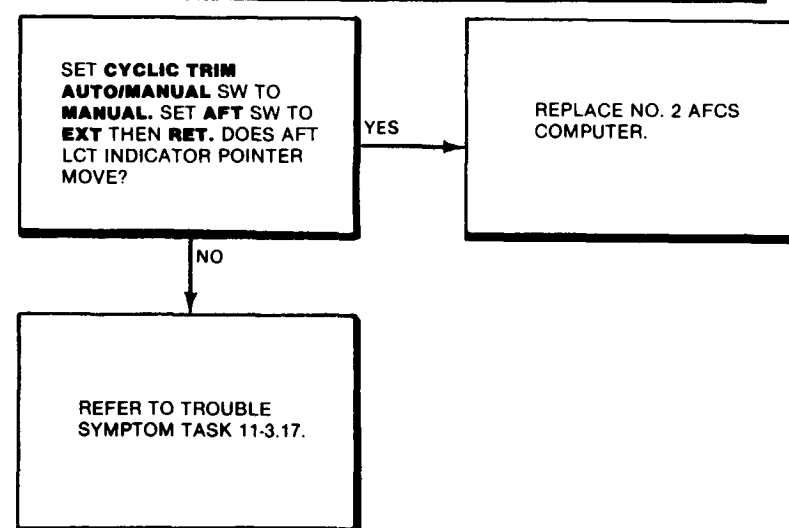 SET CYCLIC TRIM
AUTO/MANUAL SW TO
MANUAL. SET AFT SW TO
EXT THEN RET. DOES AFT
LCT INDICATOR POINTER
MOVE?
YES
REPLACE NO. 2 AFCS
COMPUTER.
NO
REFER TO TROUBLE
SYMPTOM TASK 11-3.17.